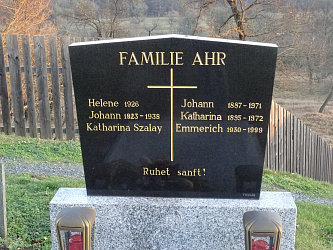 FAMILIE AHR
Helene 1926
Johann 1923-1938
Katharina Szalay
Johann 1887-1971
Katharina 1895-1972
Emmerich 1930-1999
Ruhet sanft!